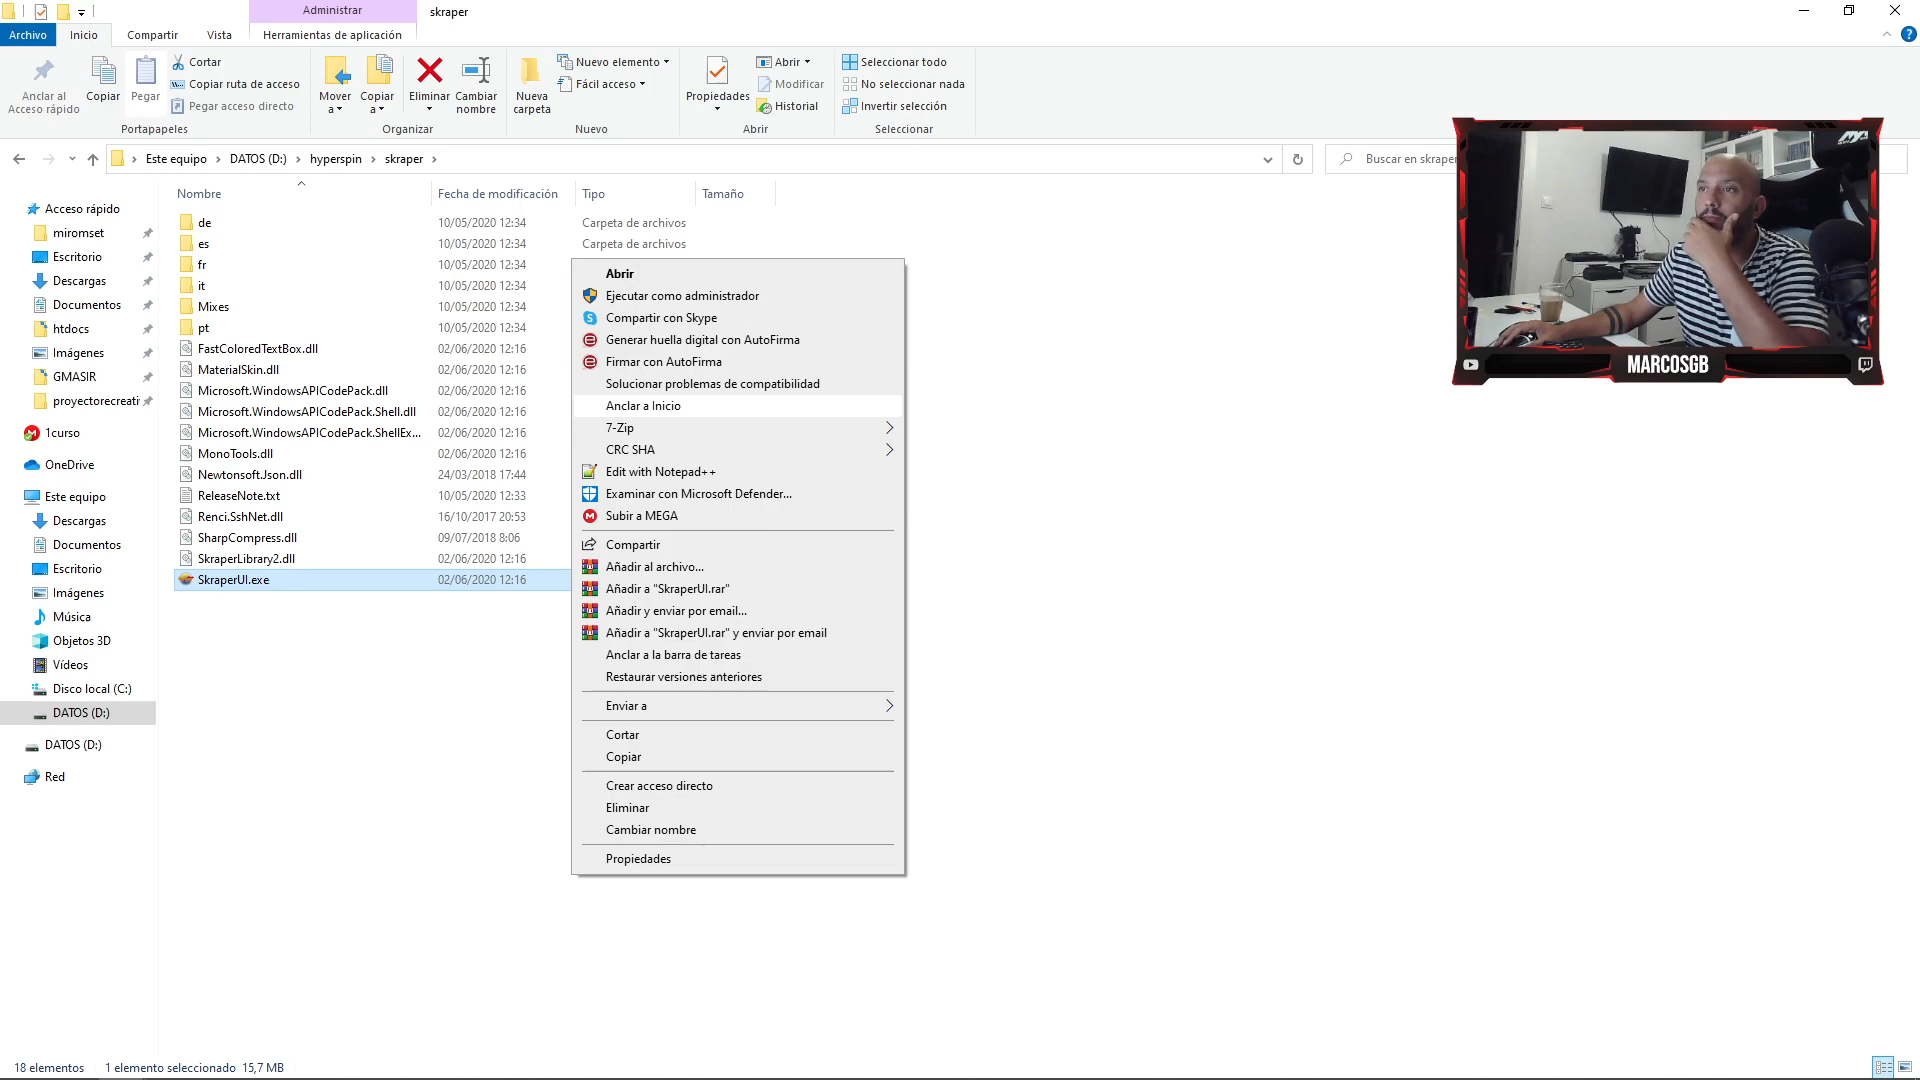 Administrar
skraper
Archivo
Inicio
Compartir
Vista
Herramientas de aplicación
Anclar al
Acceso rápido
Copiar
Pegar
Cortar
Copiar ruta de acceso
Pegar acceso directo
Portapapeles
Mover
a
Copiar
a
Eliminar
Cambiar
nombre
Organizar
Nueva
carpeta
Nuevo elemento
Fácil acceso
Nuevo
Propiedades
Abrir
Modificar
Historial
Abrir
Seleccionar todo
No seleccionar nada
Invertir selección
Seleccionar
Este equipo
DATOS (D:)
hyperspin
skraper
Buscar en skraper
Nombre
Fecha de modificación
Tipo
Tamaño
Acceso rápido
miromset
Escritorio
Descargas
Documentos
htdocs
Imágenes
GMASIR
proyectorecreati
1curso
OneDrive
Este equipo
Descargas
Documentos
Escritorio
Imágenes
Música
Objetos 3D
Vídeos
Disco local (C:)
DATOS (D:)
DATOS (D:)
Red
de 10/05/2020 12:34 Carpeta de archivos
es 10/05/2020 12:34 Carpeta de archivos
fr 10/05/2020 12:34
it 10/05/2020 12:34
Mixes 10/05/2020 12:34
pt 10/05/2020 12:34
FastColoredTextBox.dll 02/06/2020 12:16
MaterialSkin.dll 02/06/2020 12:16
Microsoft.WindowsAPICodePack.dll 02/06/2020 12:16
Microsoft.WindowsAPICodePack.Shell.dll 02/06/2020 12:16
Microsoft.WindowsAPICodePack.ShellEx... 02/06/2020 12:16
MonoTools.dll 02/06/2020 12:16
Newtonsoft.Json.dll 24/03/2018 17:44
ReleaseNote.txt 10/05/2020 12:33
Renci.SshNet.dll 16/10/2017 20:53
SharpCompress.dll 09/07/2018 8:06
SkraperLibrary2.dll 02/06/2020 12:16
SkraperUI.exe 02/06/2020 12:16
Abrir
Ejecutar como administrador
Compartir con Skype
Generar huella digital con AutoFirma
Firmar con AutoFirma
Solucionar problemas de compatibilidad
Anclar a Inicio
7-Zip
CRC SHA
Edit with Notepad++
Examinar con Microsoft Defender...
Subir a MEGA
Compartir
Añadir al archivo...
Añadir a "SkraperUI.rar"
Añadir y enviar por email...
Añadir a "SkraperUI.rar" y enviar por email
Anclar a la barra de tareas
Restaurar versiones anteriores
Enviar a
Cortar
Copiar
Crear acceso directo
Eliminar
Cambiar nombre
Propiedades
MARCOSGB
18 elementos
1 elemento seleccionado 15,7 MB